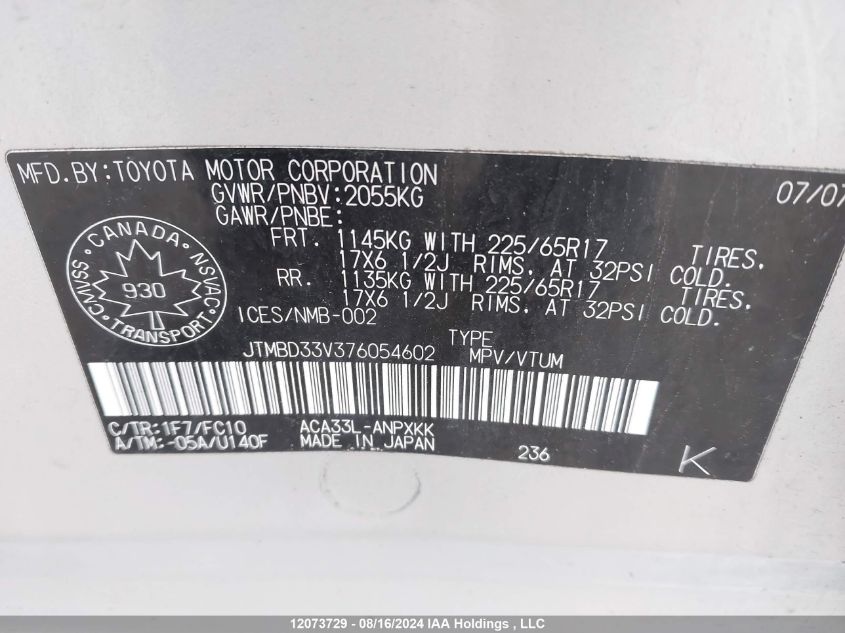 MFD.BY:TOYOTA MOTOR CORPORATION 07/07
GVWR/PNBV:2055KG
GAWR/PNBE:
FRT. 1145KG WITH 225/65R17 TIRES,
17X6 1/2J RIMS, AT 32PSI COLD.
RR. 1135KG WITH 225/65R17 TIRES,
17X6 1/2J RIMS, AT 32PSI COLD.
ICES/NMB-002
CANADA
CMVSS NSVAC
930
TRANSPORT
TYPE
JTMBD33V376054602 MPV/VTUM
C/TR:1F7/FC10 ACA33L-ANPXKK
A/TM:-05A/U140F MADE IN JAPAN
236 K
12073729 - 08/16/2024 IAA Holdings , LLC